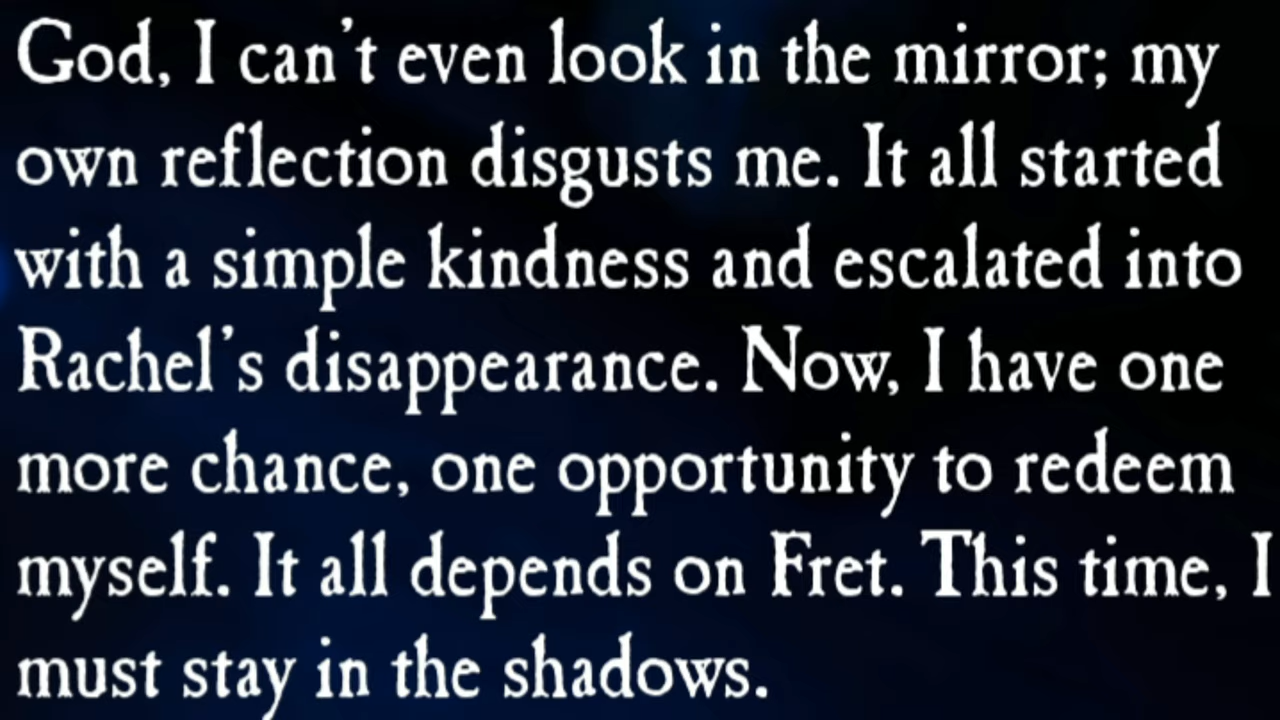 God, I can't even look in the mirror; my
own reflection disgusts me. It all started
with a simple kindness and escalated into
Rachel's disappearance. Now, I have one
more chance, one opportunity to redeem
myself. It all depends on Fret. This time, I
must stay in the shadows.